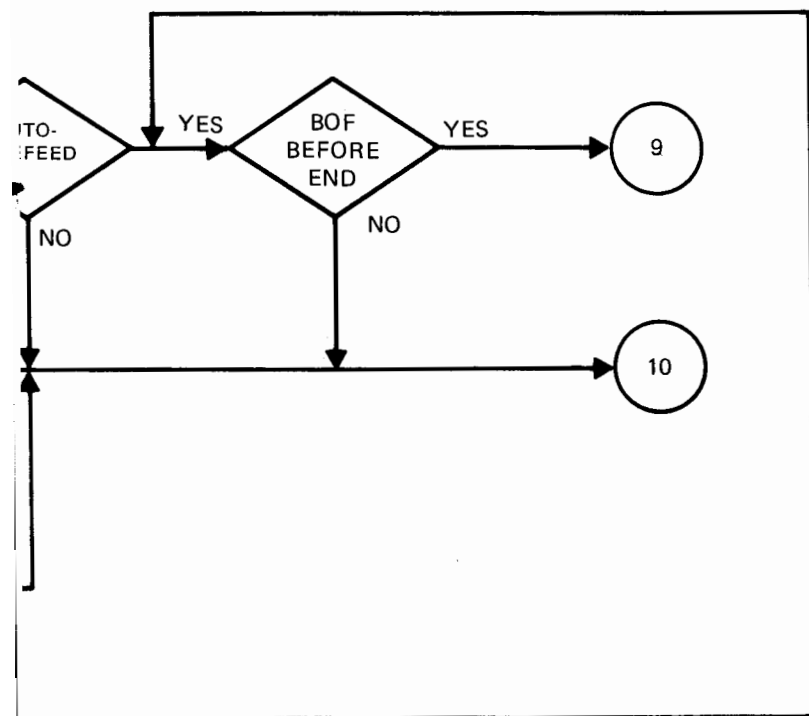 YES
BOF
BEFORE
END
YES
9
NO
NO
10